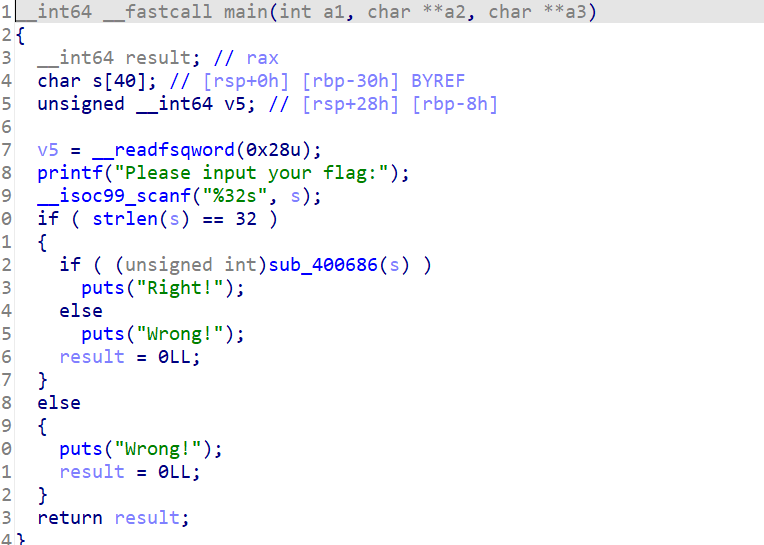 1 __int64 __fastcall main(int a1, char **a2, char **a3)
2 {
3   __int64 result; // rax
4   char s[40]; // [rsp+0h] [rbp-30h] BYREF
5   unsigned __int64 v5; // [rsp+28h] [rbp-8h]
6
7   v5 = __readfsqword(0x28u);
8   printf("Please input your flag:");
9   __isoc99_scanf("%32s", s);
0   if ( strlen(s) == 32 )
1   {
2     if ( (unsigned int)sub_400686(s) )
3       puts("Right!");
4     else
5       puts("Wrong!");
6     result = 0LL;
7   }
8   else
9   {
0     puts("Wrong!");
1     result = 0LL;
2   }
3   return result;
4 }